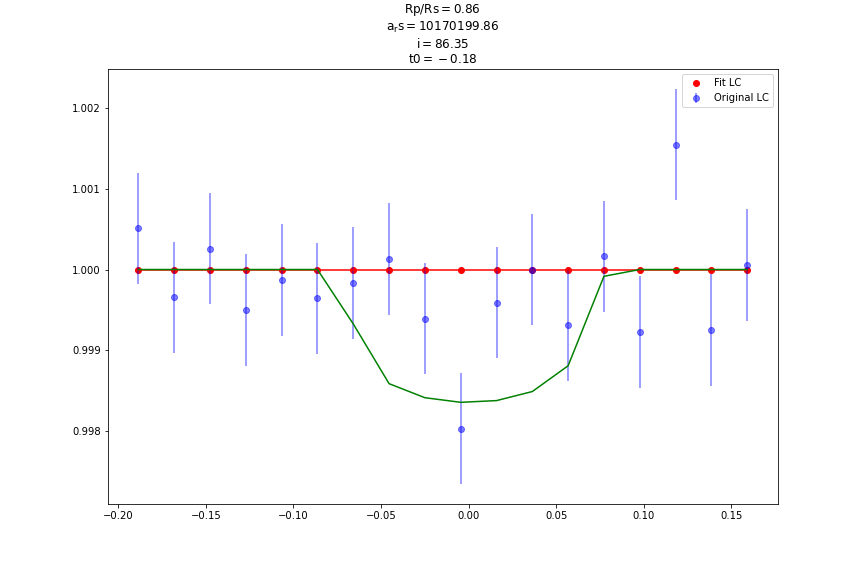 Rp/Rs = 0.86
aᵣs = 10170199.86
i = 86.35
t0 = −0.18
Fit LC
Original LC
1.002
1.001
1.000
0.999
0.998
−0.20 −0.15 −0.10 −0.05 0.00 0.05 0.10 0.15